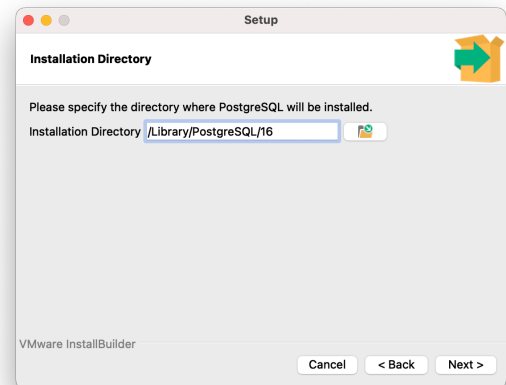 Setup
Installation Directory
Please specify the directory where PostgreSQL will be installed.
Installation Directory /Library/PostgreSQL/16
VMware InstallBuilder
Cancel < Back Next >